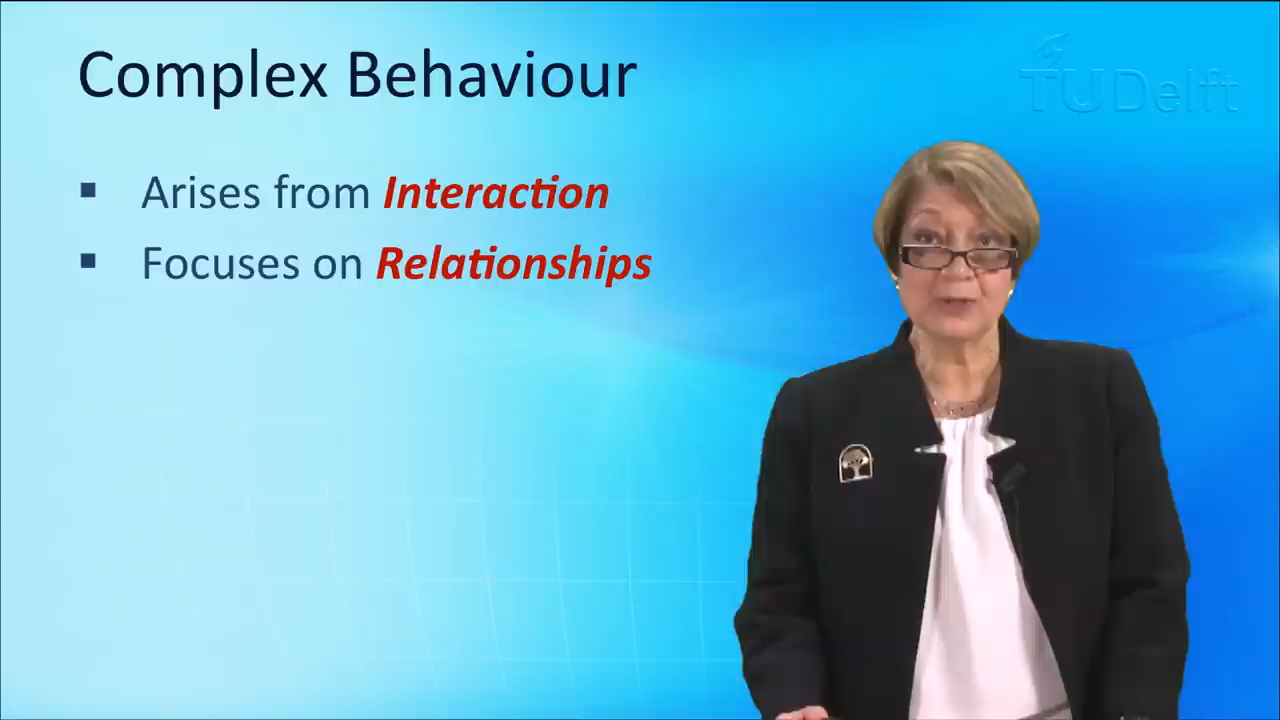 Complex Behaviour
TUDelft
▪ Arises from Interaction
▪ Focuses on Relationships